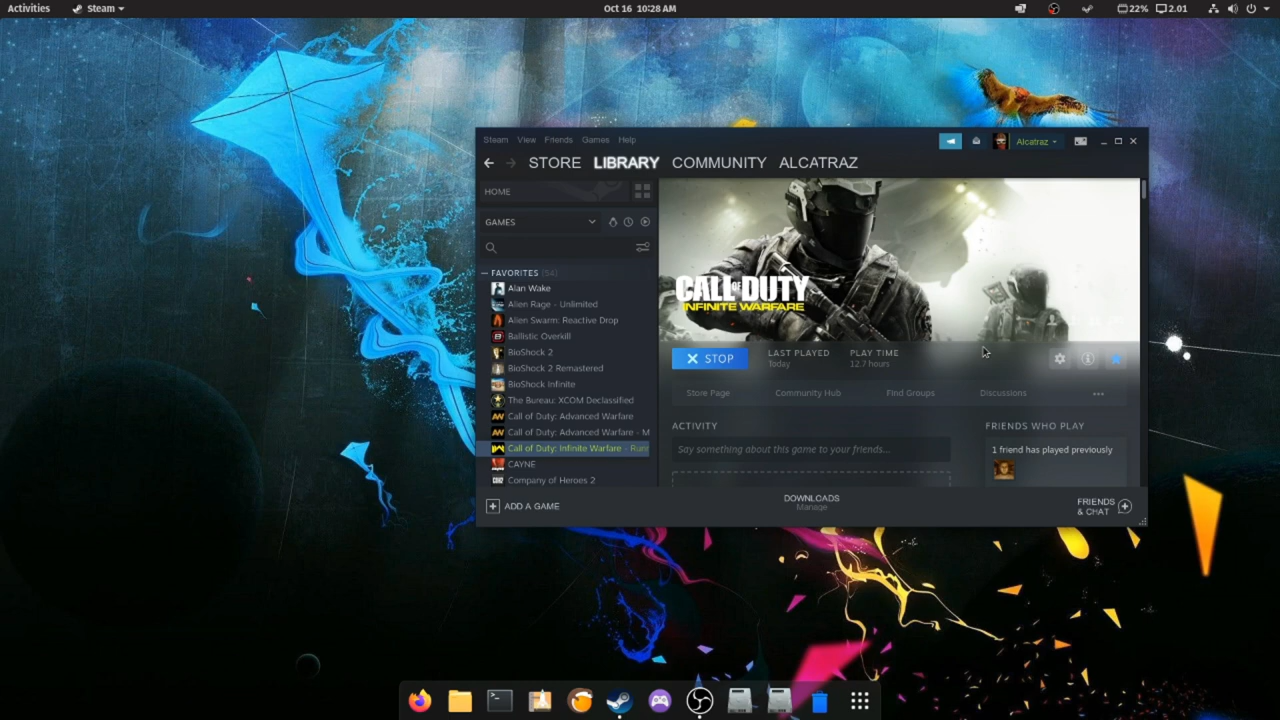 Activities Steam Oct 16 10:28 AM 22% 2.01
Steam View Friends Games Help Alcatraz
STORE LIBRARY COMMUNITY ALCATRAZ
HOME
GAMES
FAVORITES (54)
Alan Wake
Alien Rage - Unlimited
Alien Swarm: Reactive Drop
Ballistic Overkill
BioShock 2
BioShock 2 Remastered
BioShock Infinite
The Bureau: XCOM Declassified
Call of Duty: Advanced Warfare
Call of Duty: Advanced Warfare - M
Call of Duty: Infinite Warfare - Runn
CAYNE
Company of Heroes 2
ADD A GAME
CALL OF DUTY
INFINITE WARFARE
STOP
LAST PLAYED
Today
PLAY TIME
12.7 hours
Store Page Community Hub Find Groups Discussions
ACTIVITY
Say something about this game to your friends...
FRIENDS WHO PLAY
1 friend has played previously
DOWNLOADS
Manage
FRIENDS
& CHAT